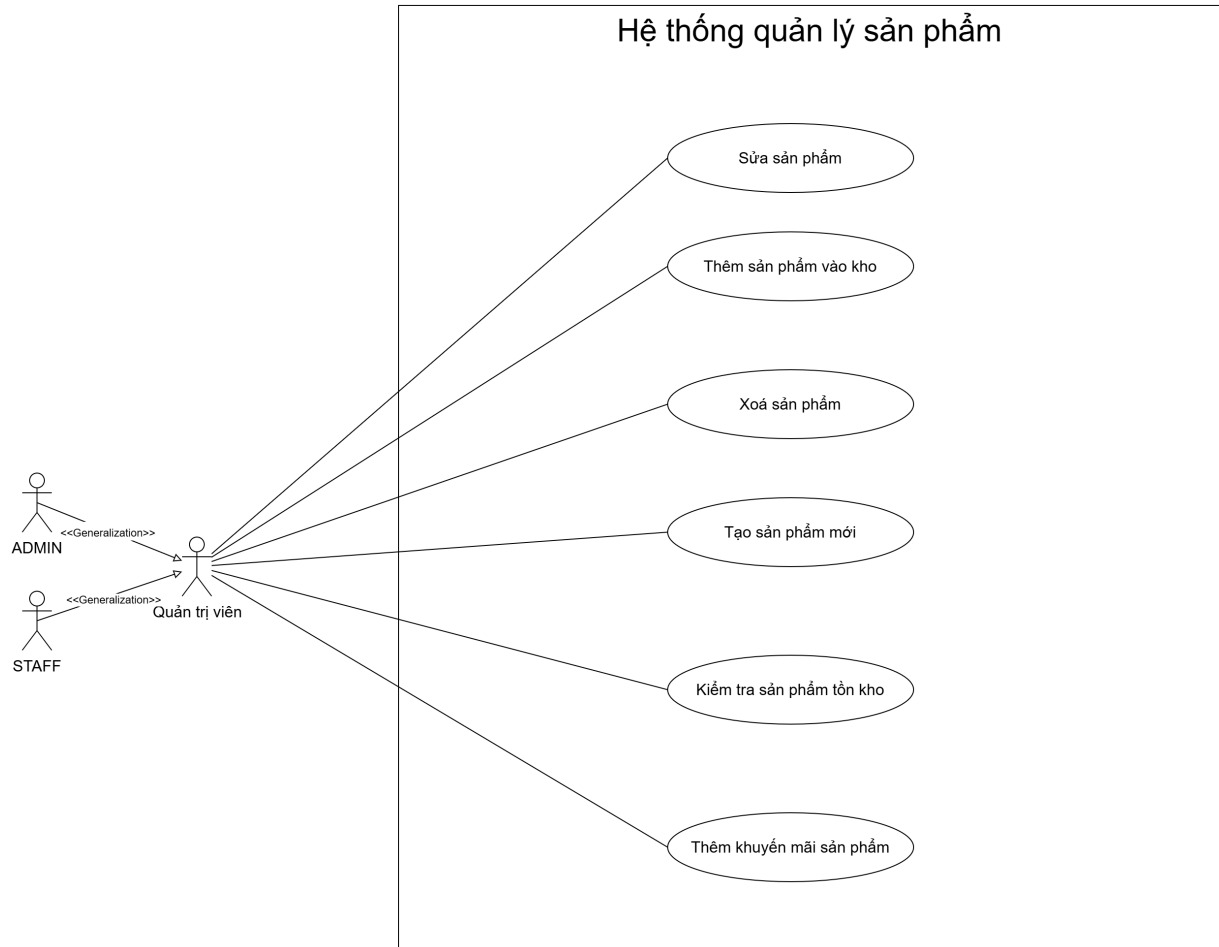 Hệ thống quản lý sản phẩm
Sửa sản phẩm
Thêm sản phẩm vào kho
Xoá sản phẩm
<<Generalization>>
ADMIN
Tạo sản phẩm mới
<<Generalization>>
Quản trị viên
STAFF
Kiểm tra sản phẩm tồn kho
Thêm khuyến mãi sản phẩm